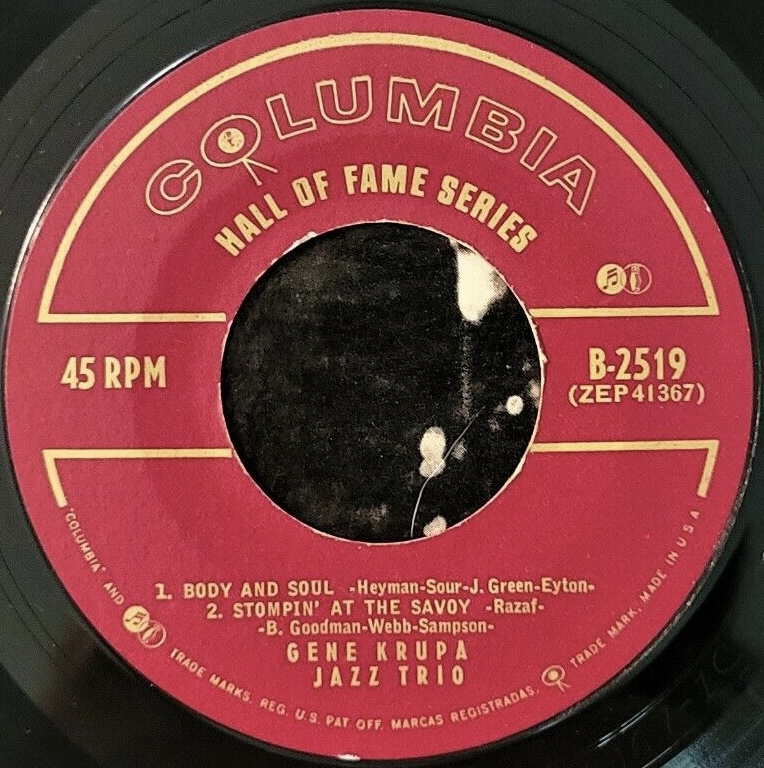 COLUMBIA
HALL OF FAME SERIES
45 RPM
B-2519
(ZEP41367)
1. BODY AND SOUL -Heyman-Sour-J. Green-Eyton-
2. STOMPIN' AT THE SAVOY -Razaf-
-B. Goodman-Webb-Sampson-
GENE KRUPA
JAZZ TRIO
"COLUMBIA" AND TRADE MARKS. REG. U.S. PAT. OFF. MARCAS REGISTRADAS. TRADE MARK. MADE IN U S A